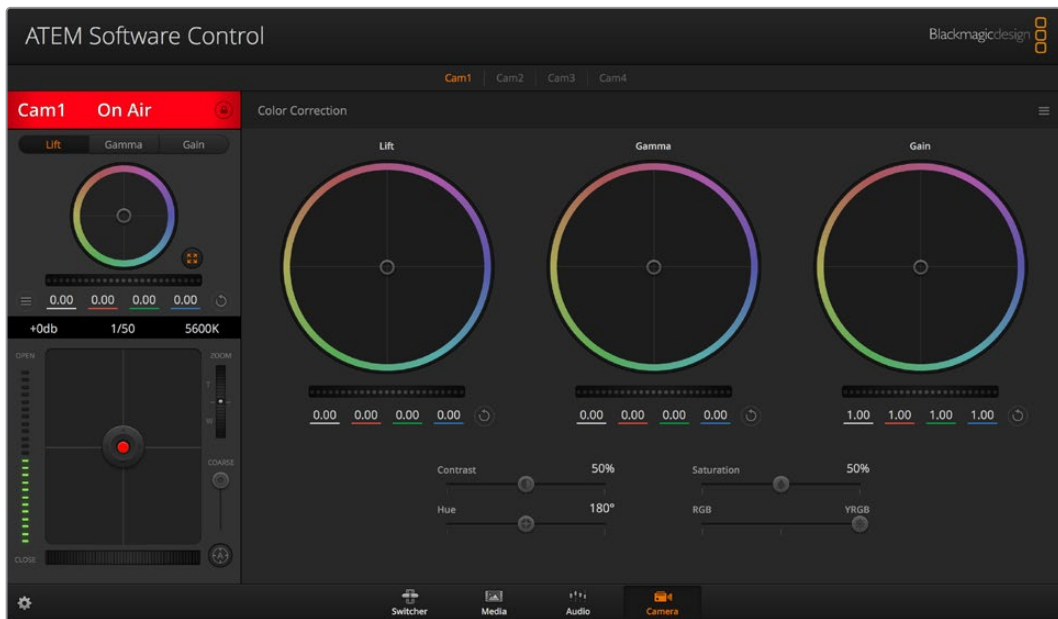 ATEM Software Control
Blackmagicdesign
Cam1 Cam2 Cam3 Cam4
Cam1 On Air
Color Correction
Lift Gamma Gain
Lift Gamma Gain
0.00 0.00 0.00 0.00
+0db 1/50 5600K
OPEN
ZOOM
T
W
COARSE
A
CLOSE
0.00 0.00 0.00 0.00
0.00 0.00 0.00 0.00
1.00 1.00 1.00 1.00
Contrast 50%
Saturation 50%
Hue 180°
RGB YRGB
Switcher Media Audio Camera